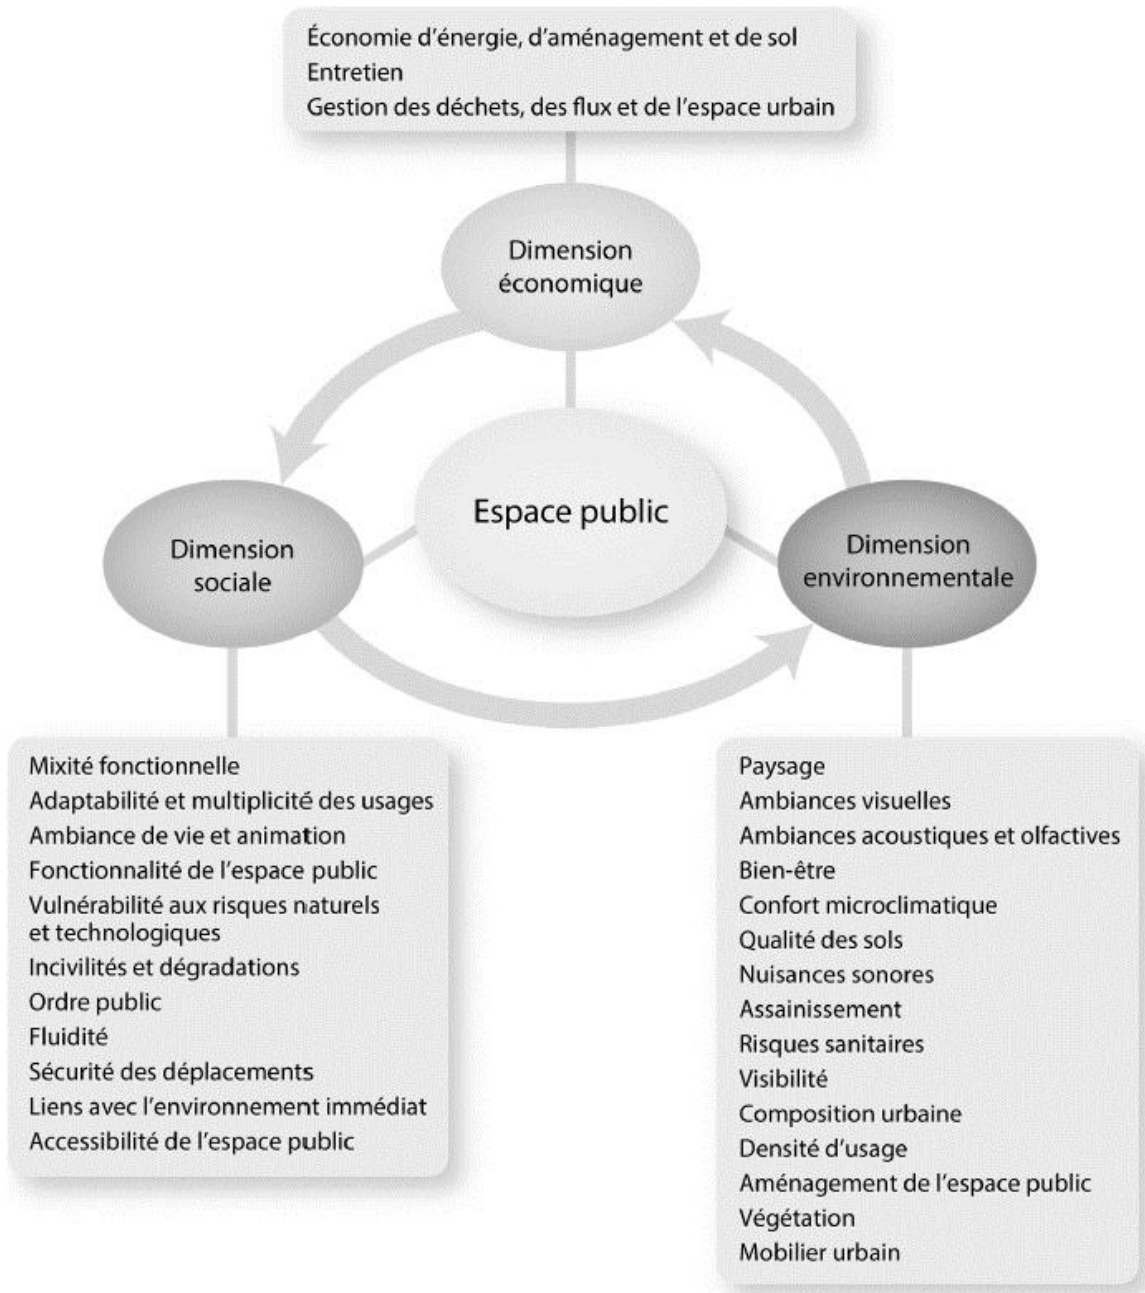 Économie d’énergie, d’aménagement et de sol
Entretien
Gestion des déchets, des flux et de l’espace urbain
Dimension
économique
Espace public
Dimension
sociale
Dimension
environnementale
Mixité fonctionnelle
Adaptabilité et multiplicité des usages
Ambiance de vie et animation
Fonctionnalité de l’espace public
Vulnérabilité aux risques naturels
et technologiques
Incivilités et dégradations
Ordre public
Fluidité
Sécurité des déplacements
Liens avec l’environnement immédiat
Accessibilité de l’espace public
Paysage
Ambiances visuelles
Ambiances acoustiques et olfactives
Bien-être
Confort microclimatique
Qualité des sols
Nuisances sonores
Assainissement
Risques sanitaires
Visibilité
Composition urbaine
Densité d’usage
Aménagement de l’espace public
Végétation
Mobilier urbain